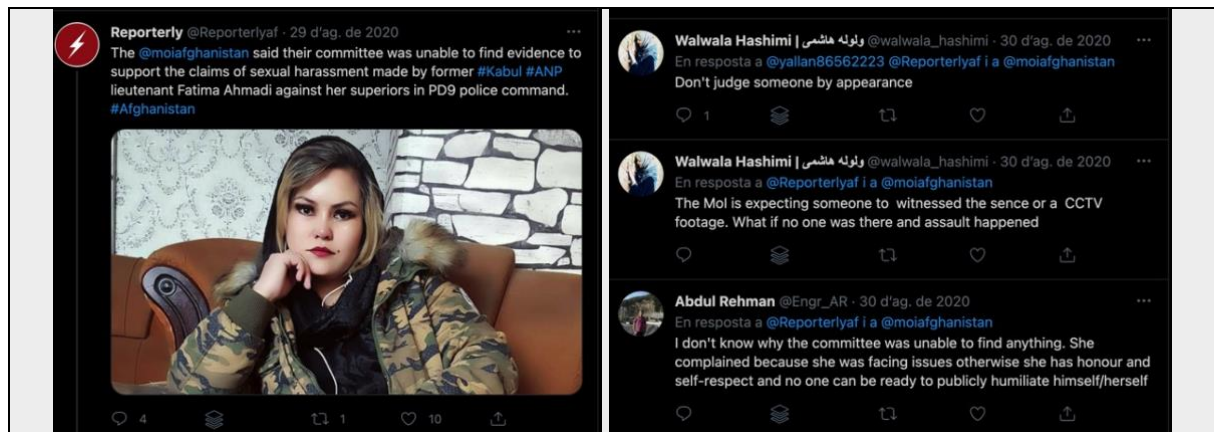 Reporterly @Reporterlyaf · 29 d'ag. de 2020
The @moiafghanistan said their committee was unable to find evidence to
support the claims of sexual harassment made by former #Kabul #ANP
lieutenant Fatima Ahmadi against her superiors in PD9 police command.
#Afghanistan
4 1 10
Walwala Hashimi | ولوله هاشمی @walwala_hashimi · 30 d'ag. de 2020
En resposta a @yallan86562223 @Reporterlyaf i a @moiafghanistan
Don't judge someone by appearance
1
Walwala Hashimi | ولوله هاشمی @walwala_hashimi · 30 d'ag. de 2020
En resposta a @Reporterlyaf i a @moiafghanistan
The MoI is expecting someone to witnessed the sence or a CCTV
footage. What if no one was there and assault happened
Abdul Rehman @Engr_AR · 30 d'ag. de 2020
En resposta a @Reporterlyaf i a @moiafghanistan
I don't know why the committee was unable to find anything. She
complained because she was facing issues otherwise she has honour and
self-respect and no one can be ready to publicly humiliate himself/herself